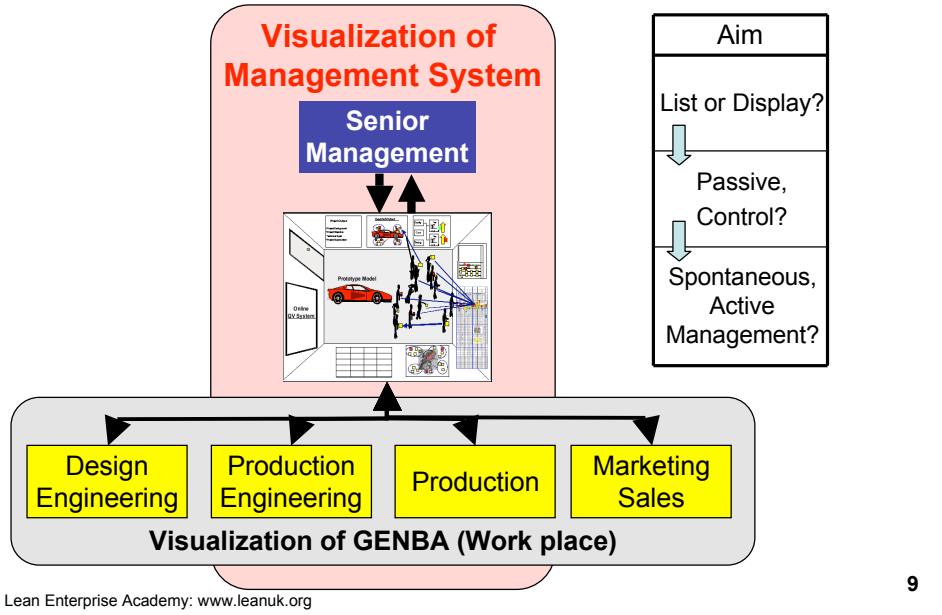 Visualization of
Management System
Senior
Management
Prototype Model
Online
QV System
Design
Engineering
Production
Engineering
Production
Marketing
Sales
Visualization of GENBA (Work place)
Aim
List or Display?
Passive,
Control?
Spontaneous,
Active
Management?
Lean Enterprise Academy: www.leanuk.org
9